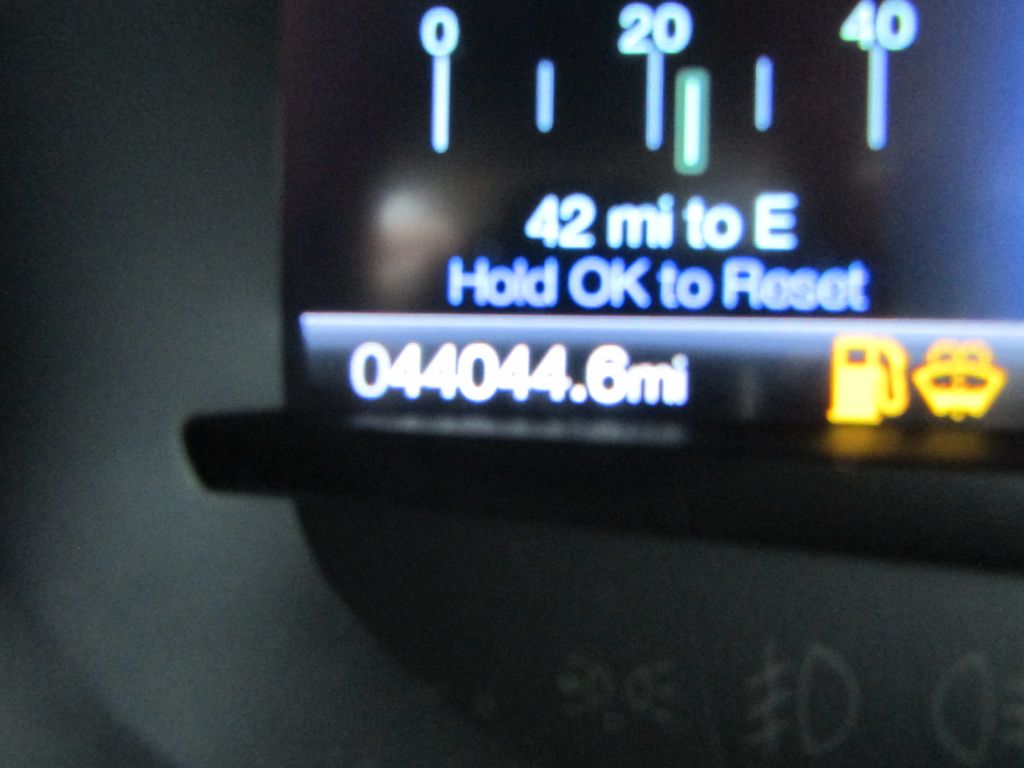 0 20 40
42 mi to E
Hold OK to Reset
044044.6mi